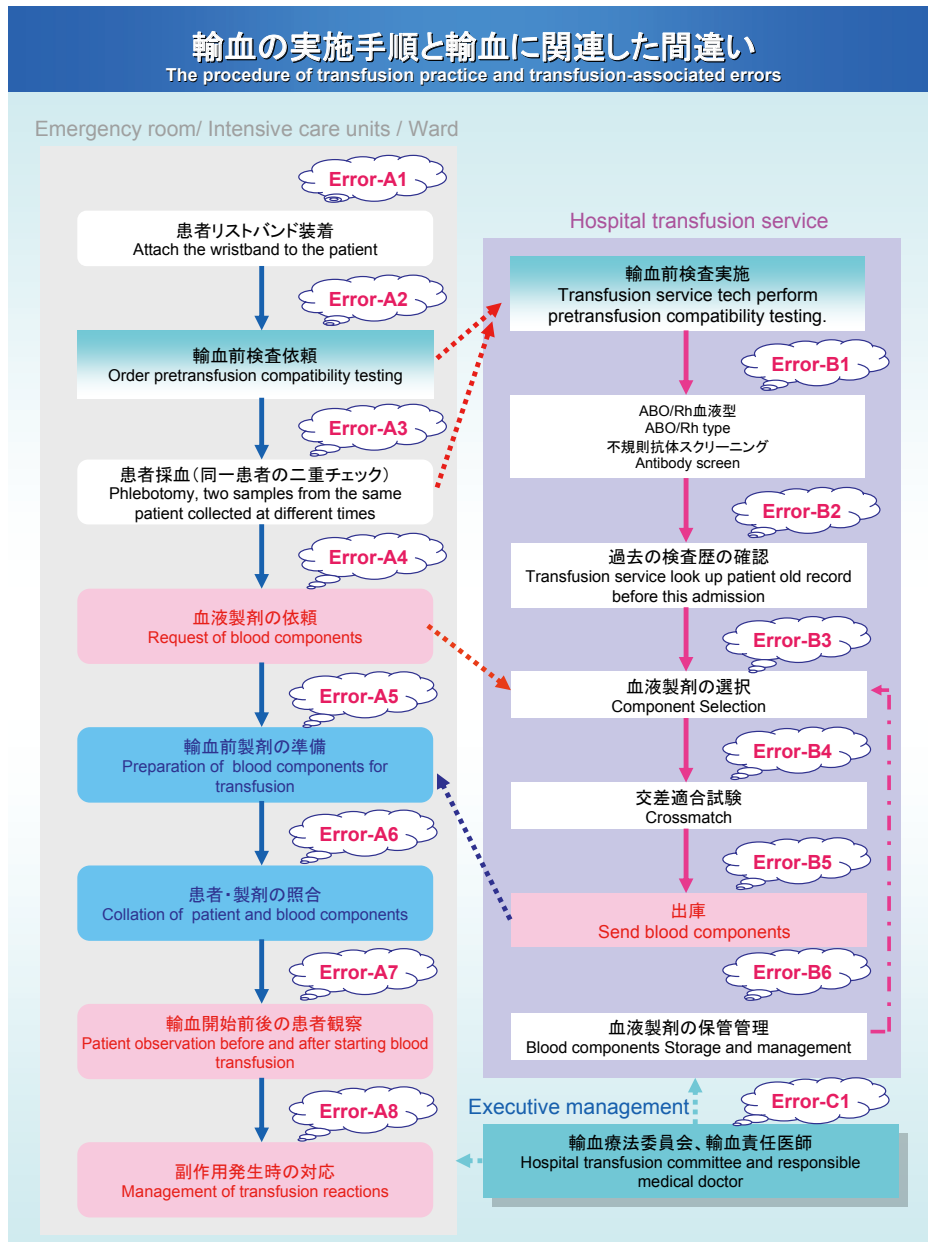 輸血の実施手順と輸血に関連した間違い
The procedure of transfusion practice and transfusion-associated errors
Emergency room/ Intensive care units / Ward
Error-A1
患者リストバンド装着
Attach the wristband to the patient
Error-A2
輸血前検査依頼
Order pretransfusion compatibility testing
Error-A3
患者採血（同一患者の二重チェック）
Phlebotomy, two samples from the same
patient collected at different times
Error-A4
血液製剤の依頼
Request of blood components
Error-A5
輸血前製剤の準備
Preparation of blood components for
transfusion
Error-A6
患者・製剤の照合
Collation of patient and blood components
Error-A7
輸血開始前後の患者観察
Patient observation before and after starting blood
transfusion
Error-A8
副作用発生時の対応
Management of transfusion reactions
Hospital transfusion service
輸血前検査実施
Transfusion service tech perform
pretransfusion compatibility testing.
Error-B1
ABO/Rh血液型
ABO/Rh type
不規則抗体スクリーニング
Antibody screen
Error-B2
過去の検査歴の確認
Transfusion service look up patient old record
before this admission
Error-B3
血液製剤の選択
Component Selection
Error-B4
交差適合試験
Crossmatch
Error-B5
出庫
Send blood components
Error-B6
血液製剤の保管管理
Blood components Storage and management
Executive management
Error-C1
輸血療法委員会、輸血責任医師
Hospital transfusion committee and responsible
medical doctor